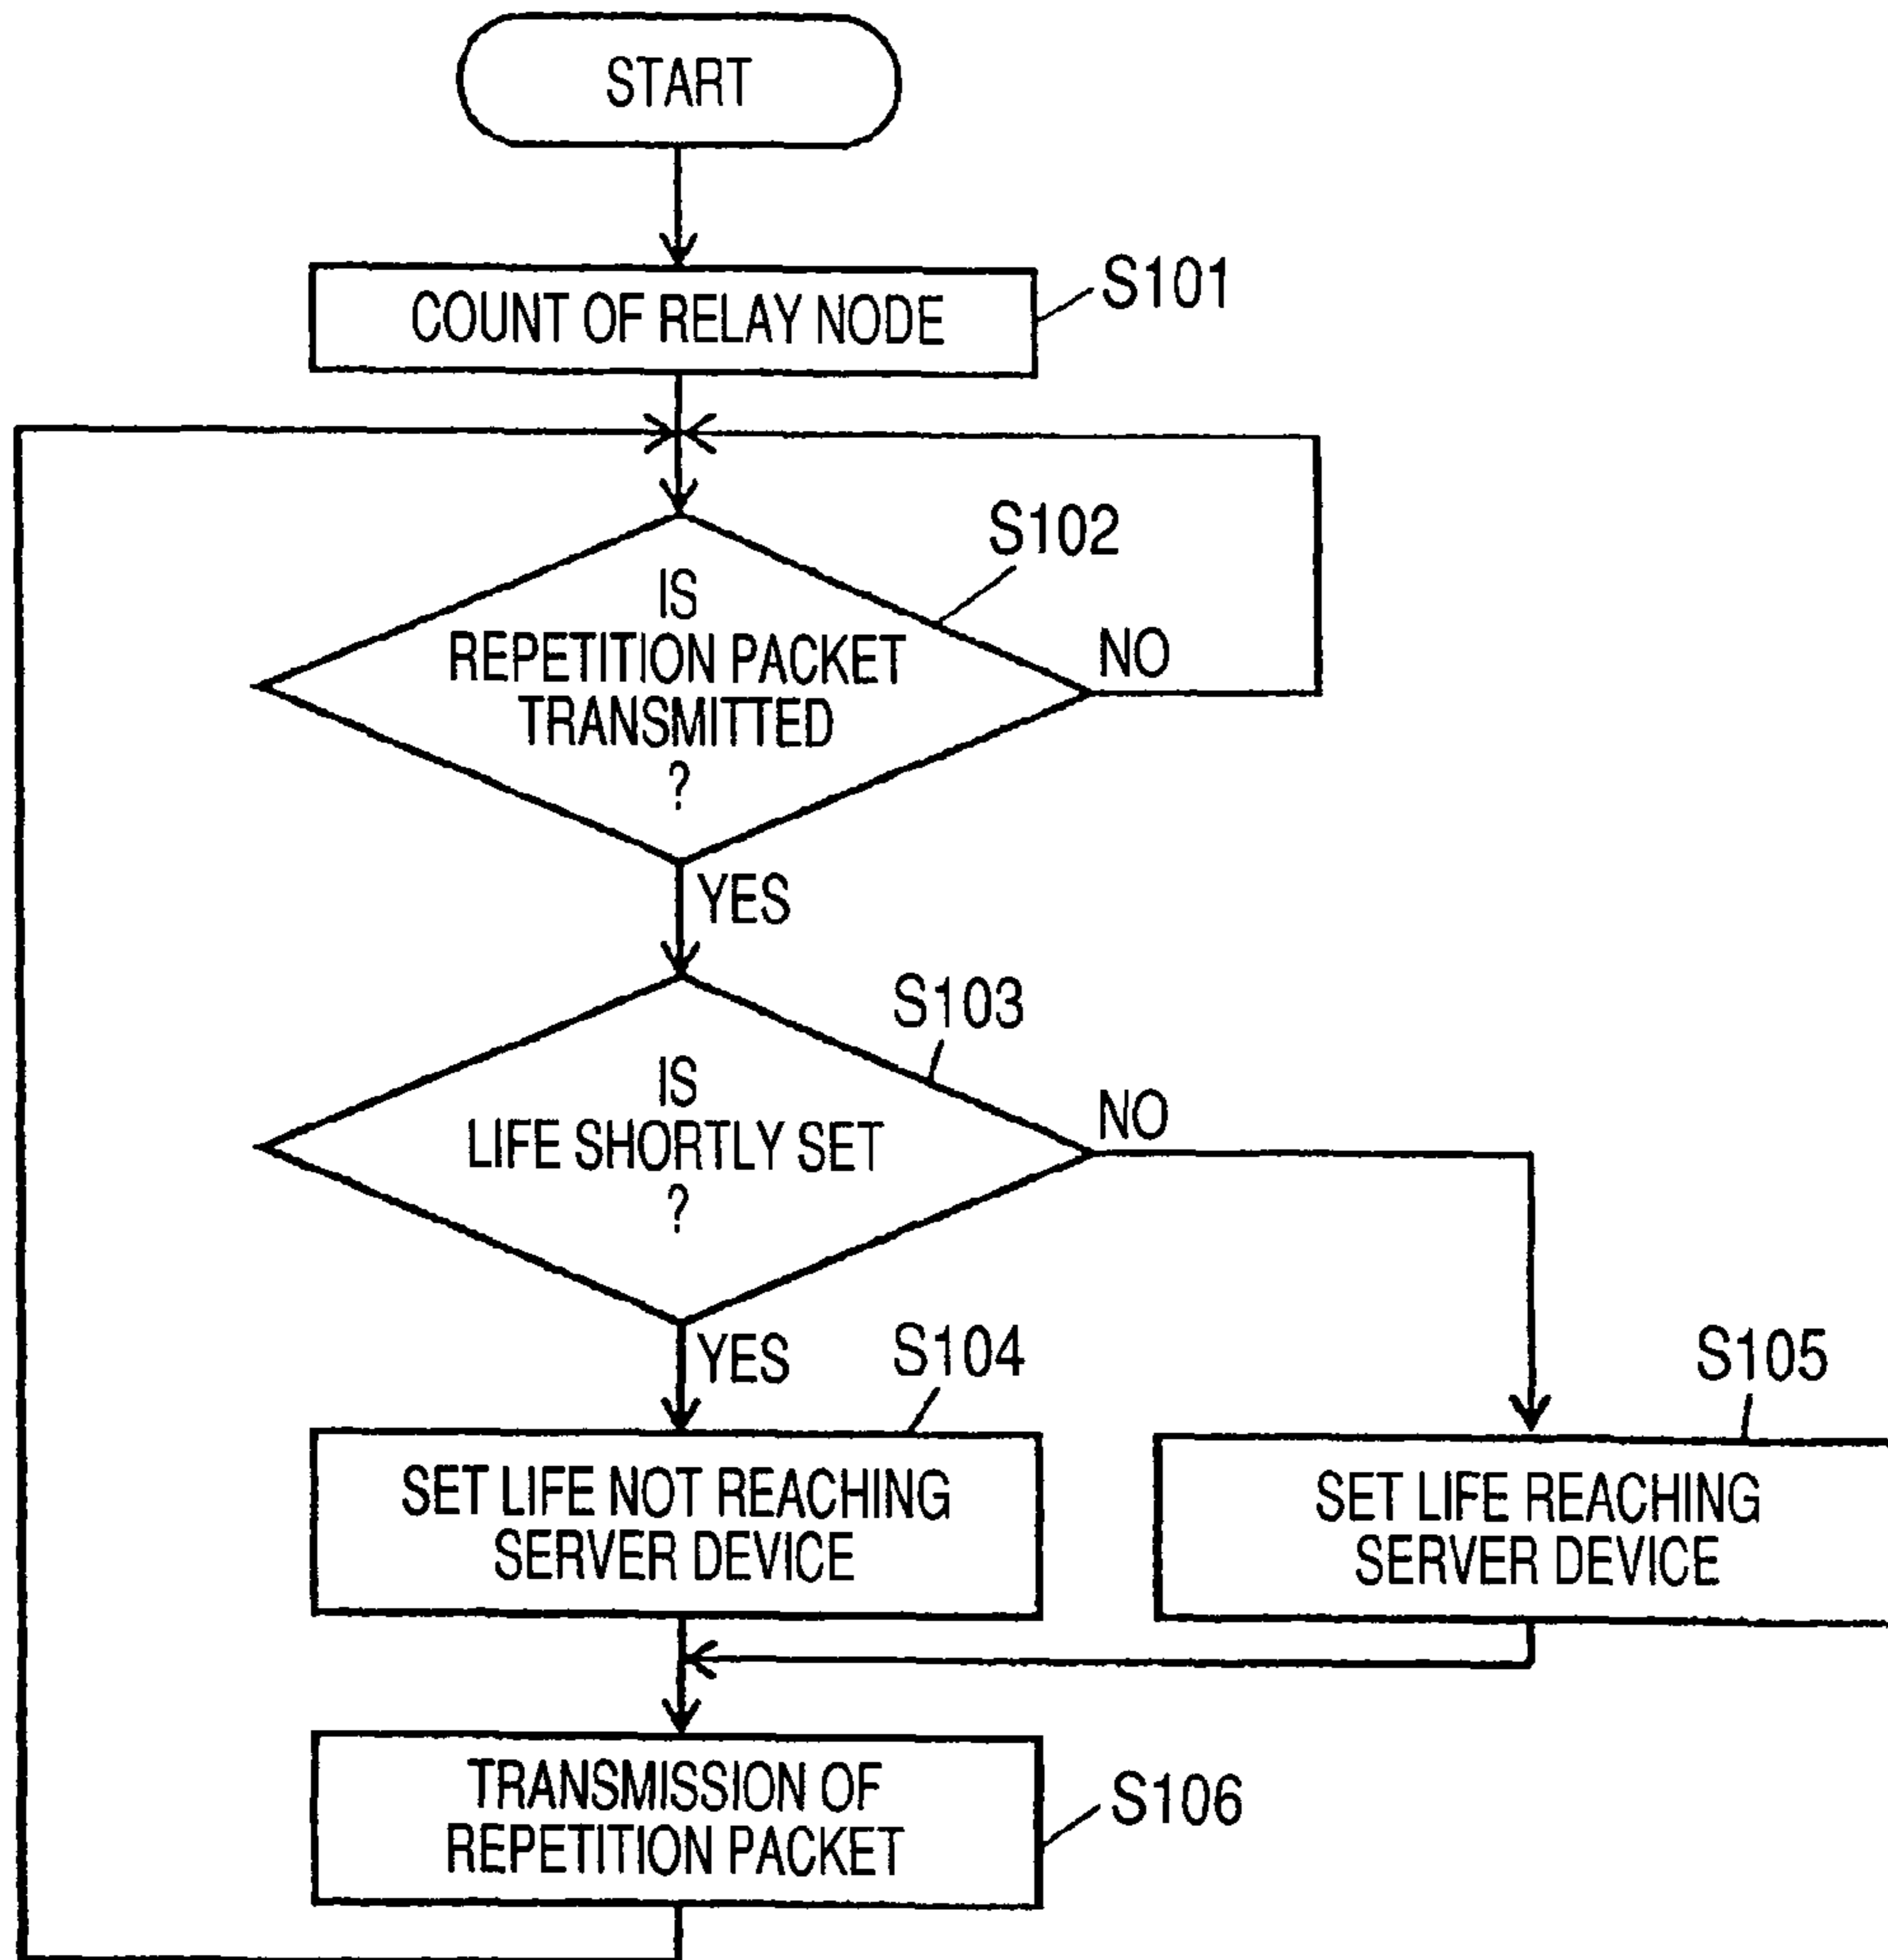 START
COUNT OF RELAY NODE
S101
S102
IS
REPETITION PACKET
TRANSMITTED
?
NO
YES
S103
IS
LIFE SHORTLY SET
?
NO
YES
S104
S105
SET LIFE NOT REACHING
SERVER DEVICE
SET LIFE REACHING
SERVER DEVICE
TRANSMISSION OF
REPETITION PACKET
S106